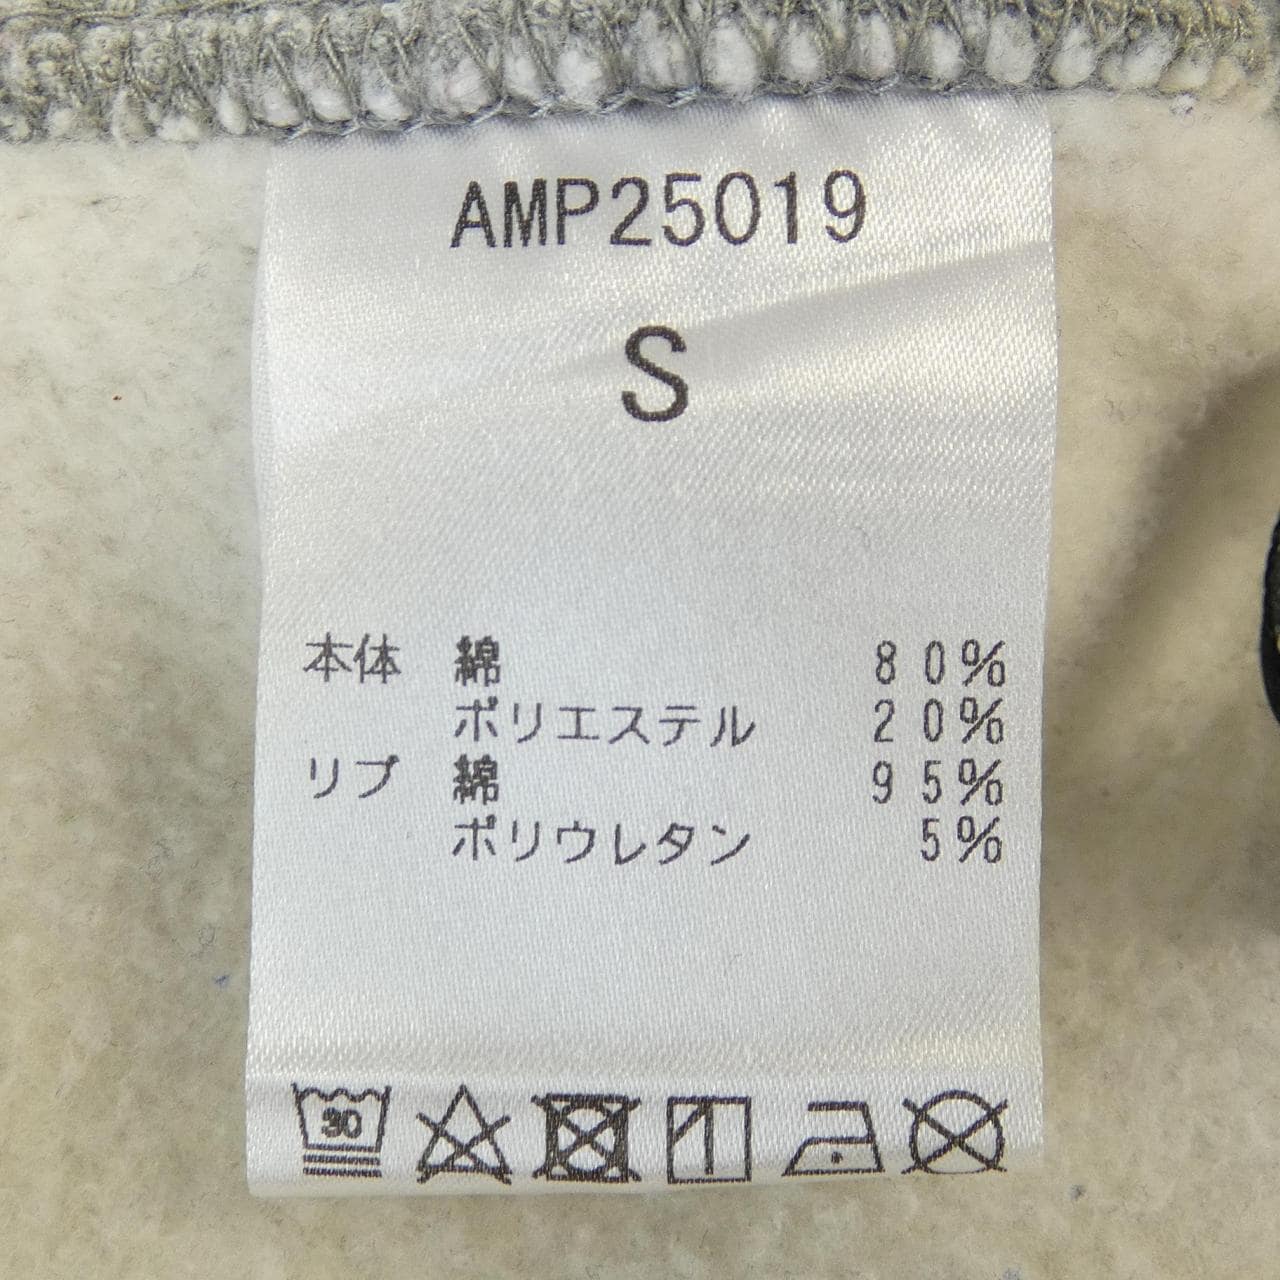 AMP25019
S
本体 綿 80%
ポリエステル 20%
リブ 綿 95%
ポリウレタン 5%
30